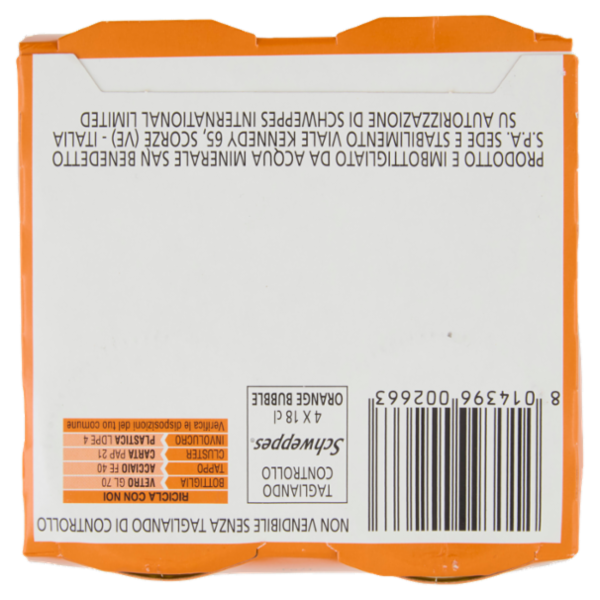 NON VENDIBILE SENZA TAGLIANDO DI CONTROLLO
8 014396 002663
TAGLIANDO
CONTROLLO
Schweppes®
4 X 18 cl
ORANGE BUBBLE
RICICLA CON NOI
BOTTIGLIA VETRO GL 70
TAPPO ACCIAIO FE 40
CLUSTER CARTA PAP 21
INVOLUCRO PLASTICA LDPE 4
Verifica le disposizioni del tuo comune
PRODOTTO E IMBOTTIGLIATO DA ACQUA MINERALE SAN BENEDETTO
S.P.A. SEDE E STABILIMENTO VIALE KENNEDY 65, SCORZE (VE) - ITALIA
SU AUTORIZZAZIONE DI SCHWEPPES INTERNATIONAL LIMITED